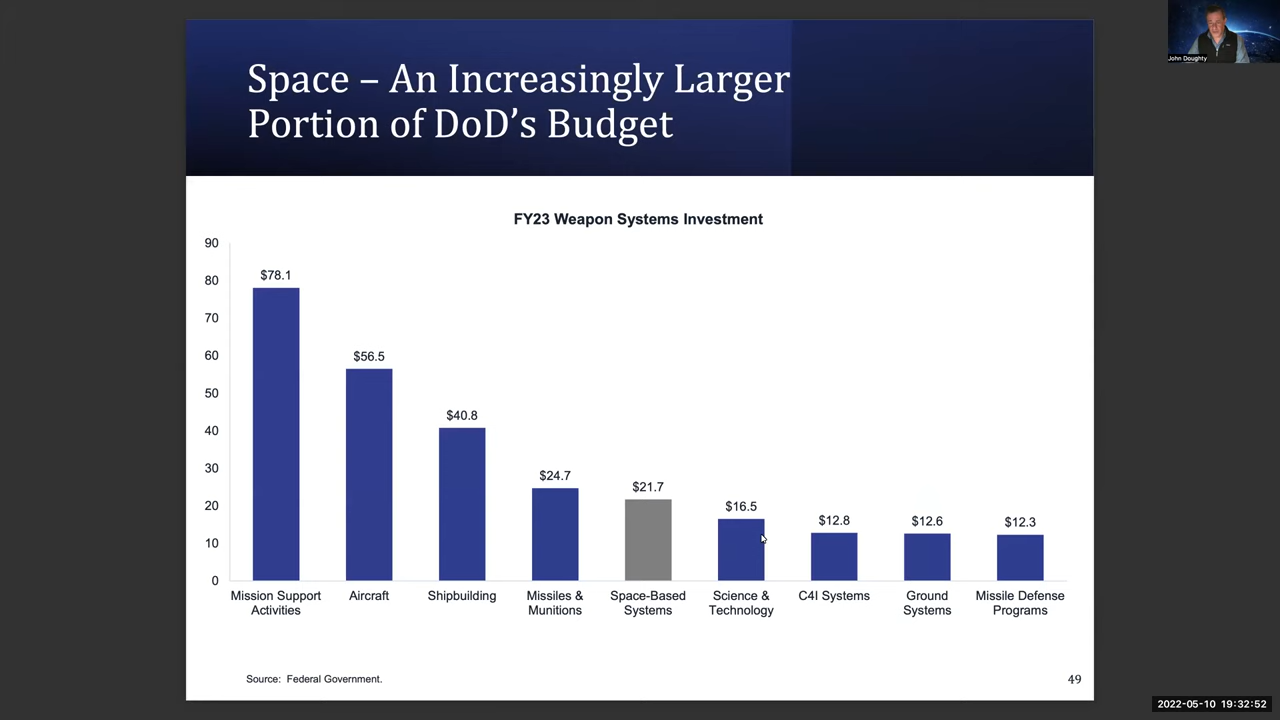 Space – An Increasingly Larger
Portion of DoD's Budget
John Doughty
FY23 Weapon Systems Investment
90
80
70
60
50
40
30
20
10
0
$78.1
$56.5
$40.8
$24.7
$21.7
$16.5
$12.8
$12.6
$12.3
Mission Support
Activities
Aircraft
Shipbuilding
Missiles &
Munitions
Space-Based
Systems
Science &
Technology
C4I Systems
Ground
Systems
Missile Defense
Programs
Source: Federal Government.
49
2022-05-10 19:32:52